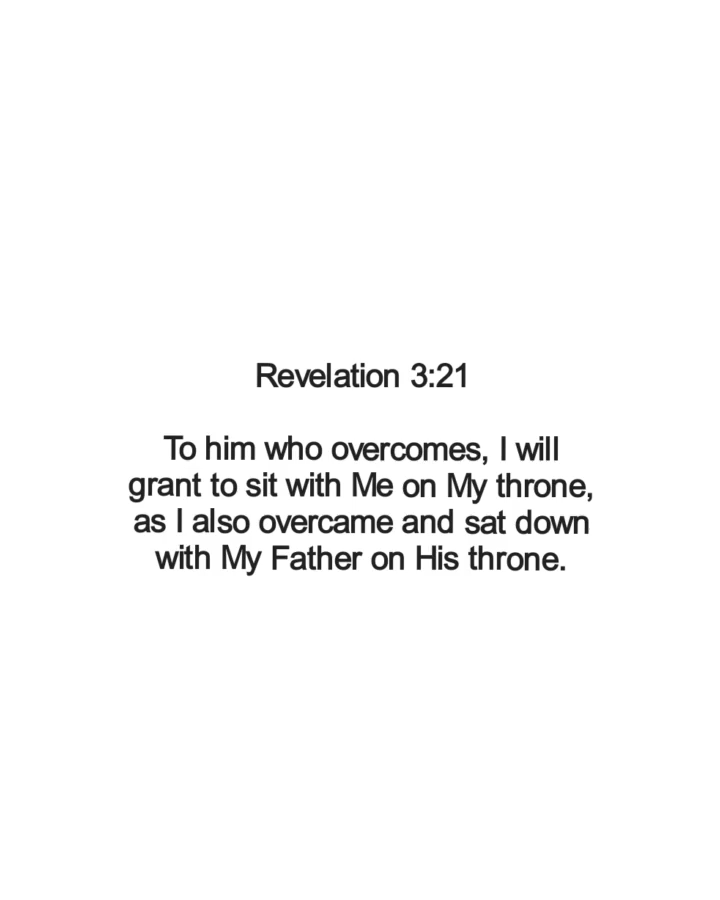 Revelation 3:21
To him who overcomes, I will
grant to sit with Me on My throne,
as I also overcame and sat down
with My Father on His throne.